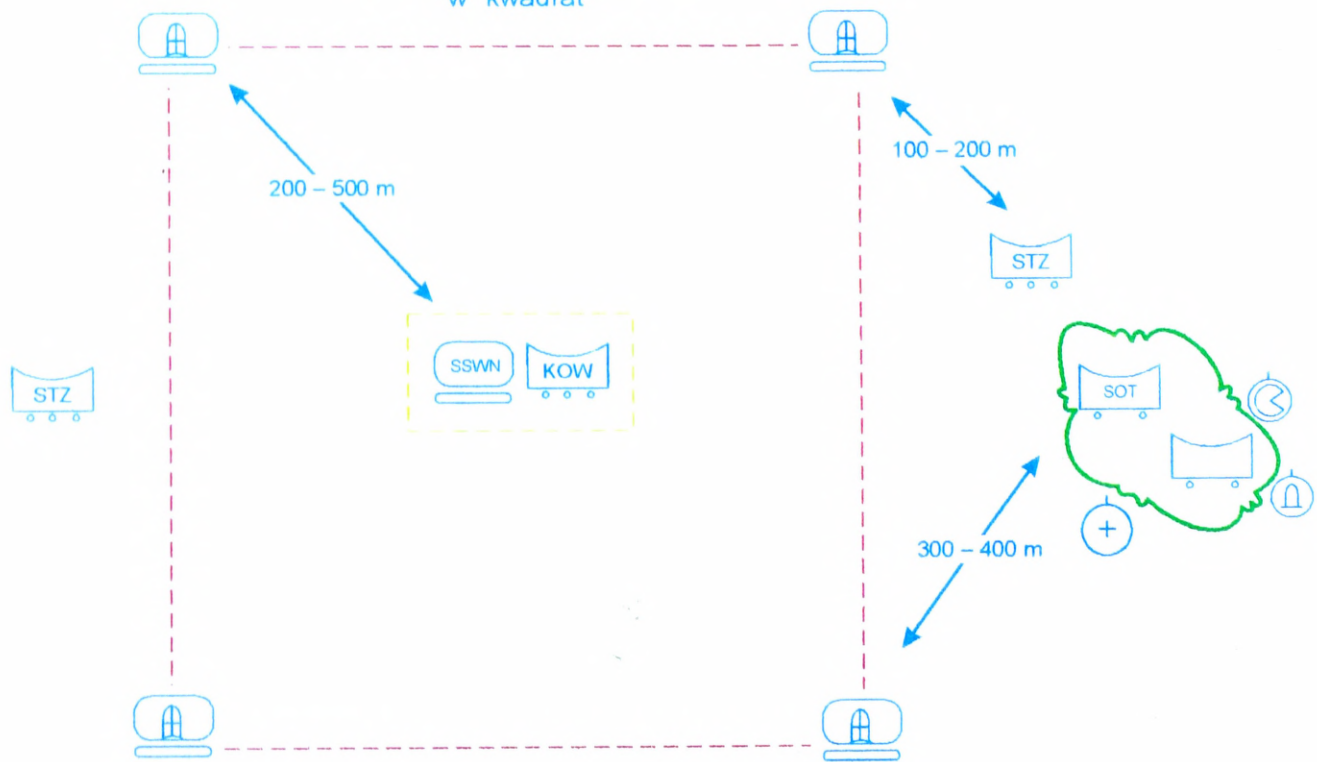 w kwadrat
100 – 200 m
200 – 500 m
STZ
SSWN
KOW
STZ
SOT
300 – 400 m